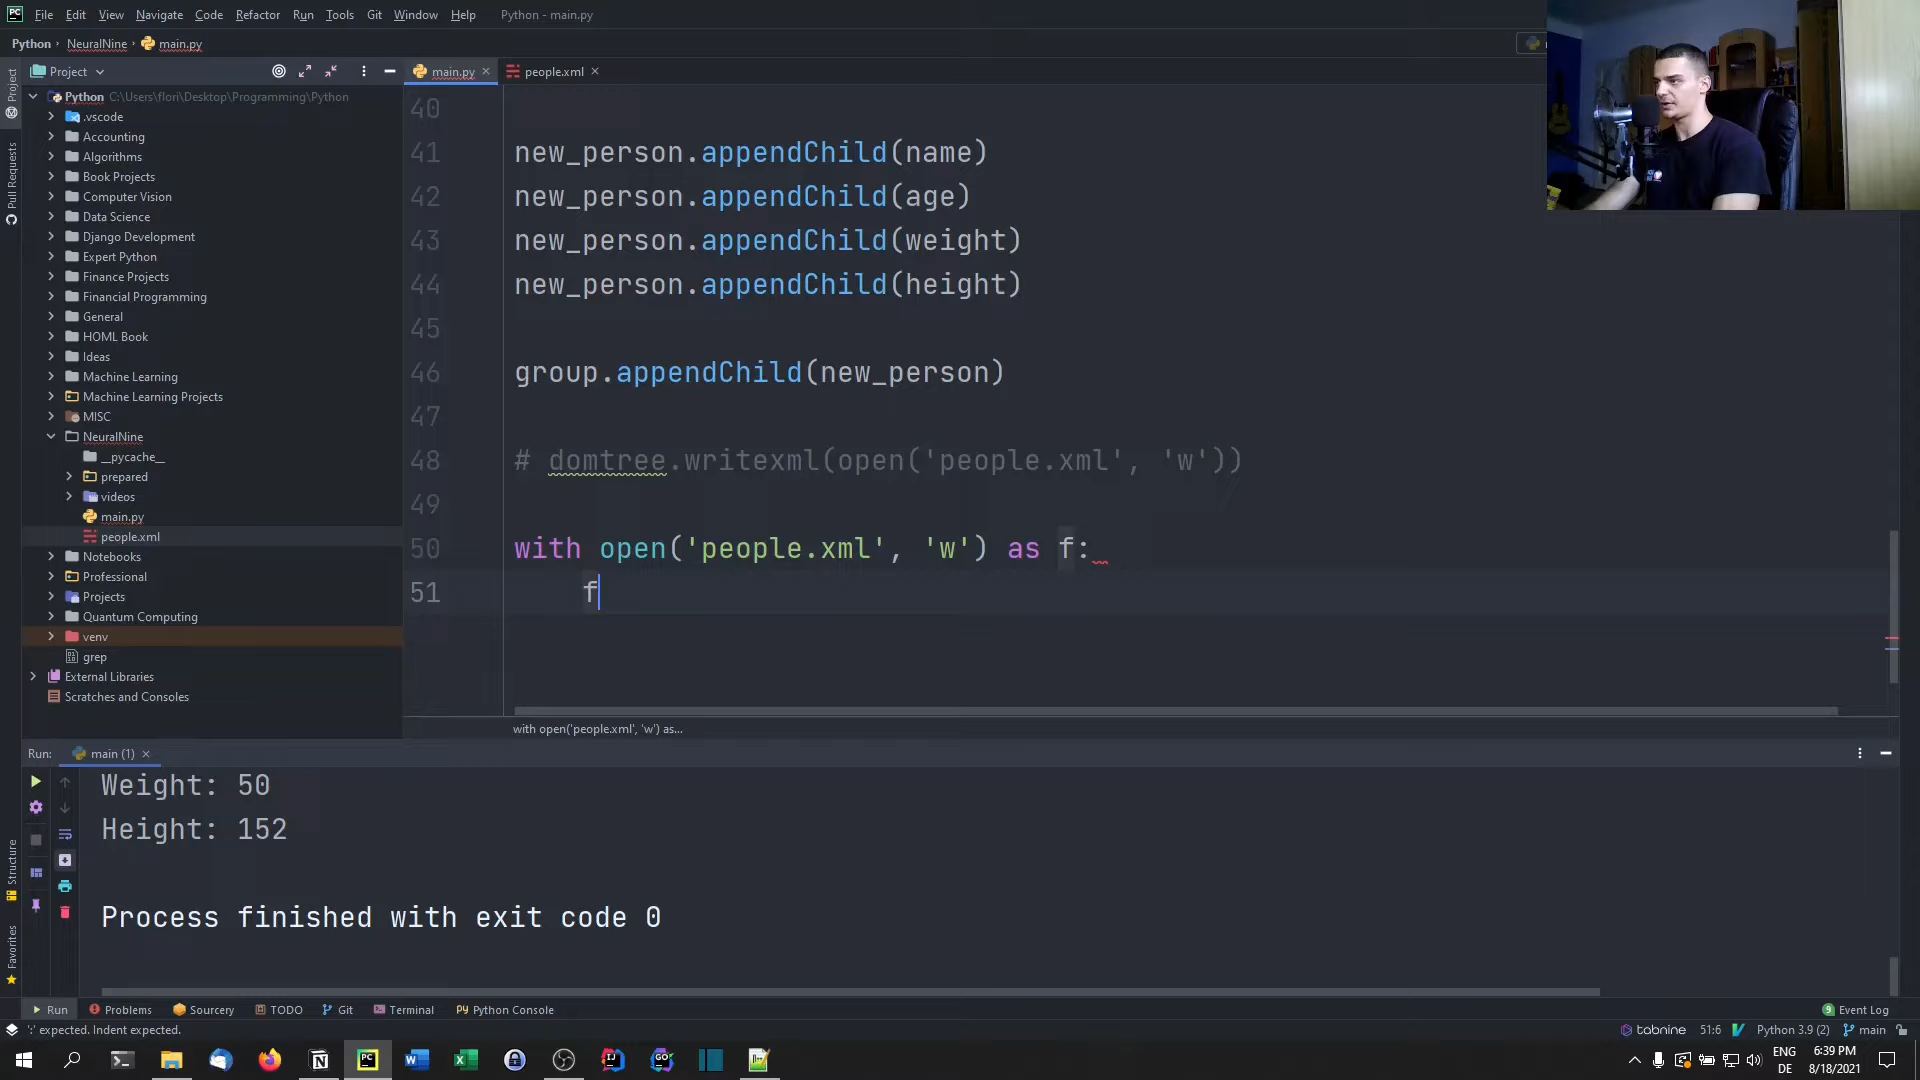 File Edit View Navigate Code Refactor Run Tools Git Window Help Python - main.py
Python NeuralNine main.py
Project main.py people.xml
Project
Pull Requests
Python C:\Users\flori\Desktop\Programming\Python
.vscode
Accounting
Algorithms
Book Projects
Computer Vision
Data Science
Django Development
Expert Python
Finance Projects
Financial Programming
General
HOML Book
Ideas
Machine Learning
Machine Learning Projects
MISC
NeuralNine
__pycache__
prepared
videos
main.py
people.xml
Notebooks
Professional
Projects
Quantum Computing
venv
grep
External Libraries
Scratches and Consoles
40
41 new_person.appendChild(name)
42 new_person.appendChild(age)
43 new_person.appendChild(weight)
44 new_person.appendChild(height)
45
46 group.appendChild(new_person)
47
48 # domtree.writexml(open('people.xml', 'w'))
49
50 with open('people.xml', 'w') as f:
51 f
with open('people.xml', 'w') as...
Run: main (1)
Weight: 50
Height: 152
Process finished with exit code 0
Structure
Favorites
Run Problems Sourcery TODO Git Terminal Python Console 9 Event Log
':' expected. Indent expected. tabnine 51:6 Python 3.9 (2) main
ENG 6:39 PM
DE 8/18/2021